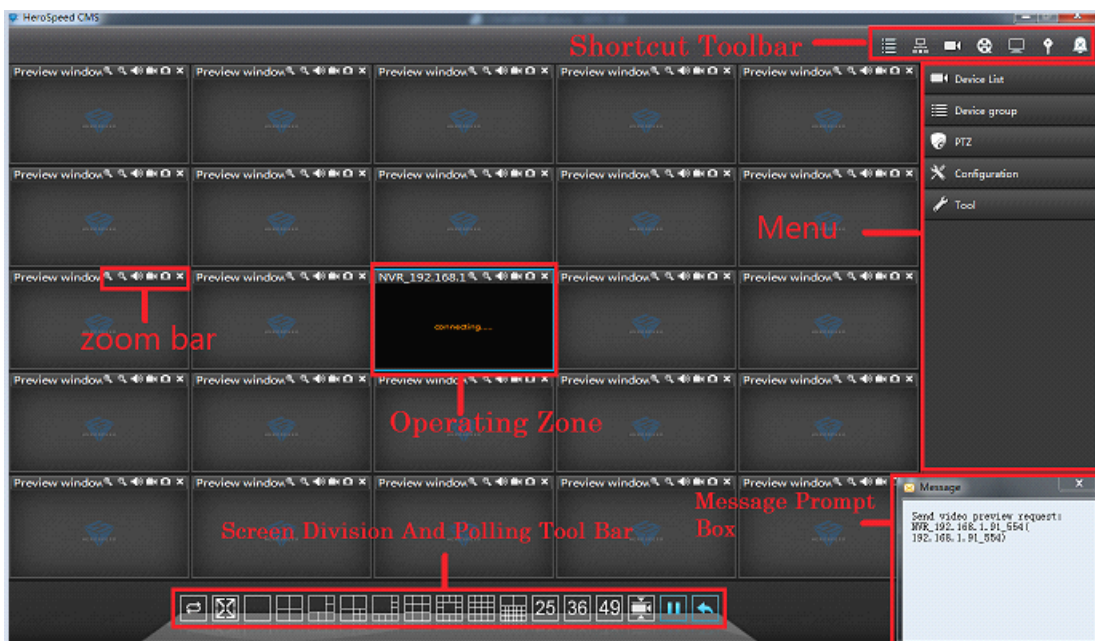 HeroSpeed CMS
Shortcut Toolbar
Preview window Preview window Preview window Preview window Preview window
Device List
Device group
PTZ
Configuration
Tool
Preview window Preview window Preview window Preview window Preview window
Menu
Preview window Preview window NVR_192.168.1 Preview window Preview window
connecting...
zoom bar
Preview window Preview window Preview window Preview window Preview window
Operating Zone
Preview window Preview window Preview window Preview window Preview window
Message
Message Prompt
Box
Send video preview request:
NVR_192.168.1.91_554(
192.168.1.91_554)
Screen Division And Polling Tool Bar
25 36 49